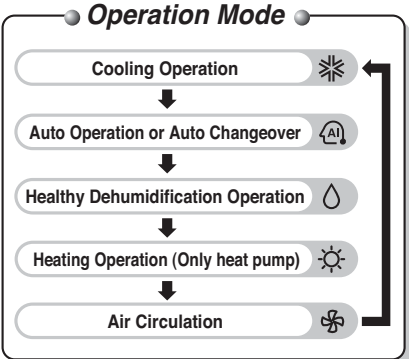 Operation Mode
Cooling Operation
Auto Operation or Auto Changeover
AI
Healthy Dehumidification Operation
Heating Operation (Only heat pump)
Air Circulation